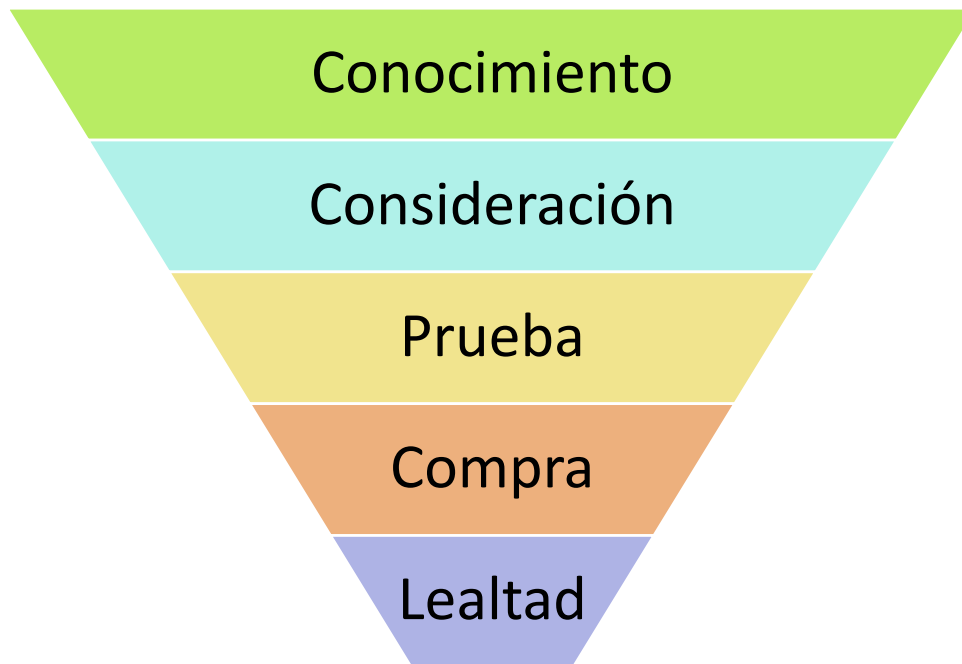 Conocimiento
Consideración
Prueba
Compra
Lealtad